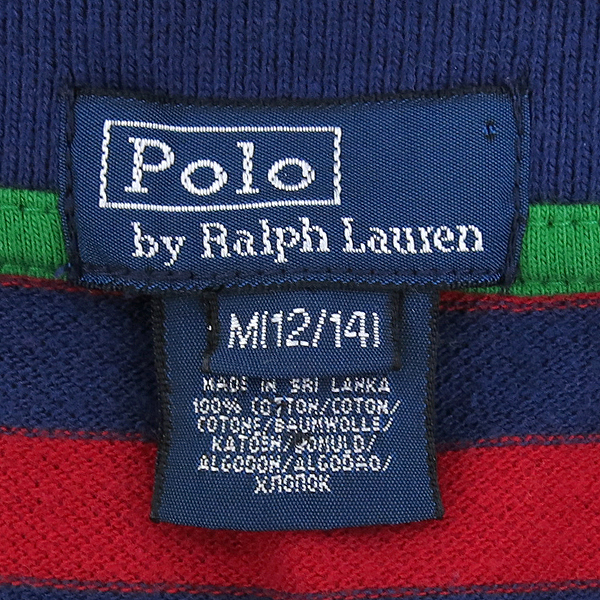 Polo
by Ralph Lauren
M(12/14)
MADE IN SRI LANKA
100% COTTON/COTON/
COTONE/BAUMWOLLE/
KATOEN/BOMULD/
ALGODON/ALGODÃO/
ХЛОПОК